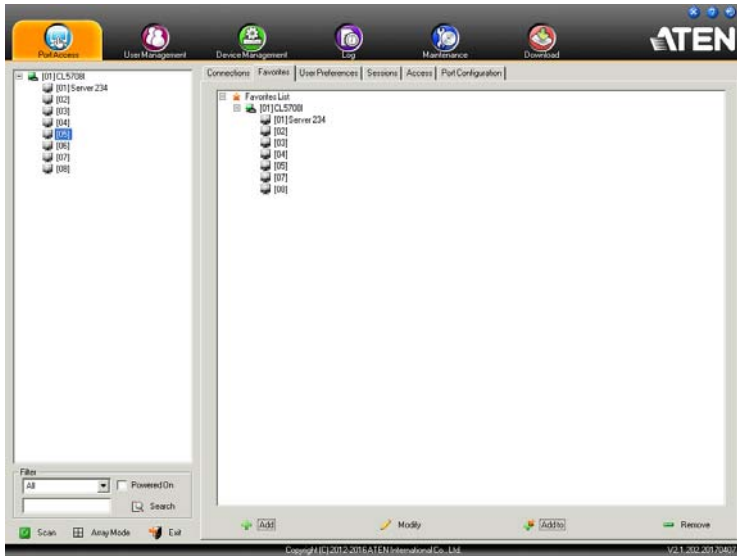 ATEN
Port Access
User Management
Device Management
Log
Maintenance
Download
[01]CL5708I
[01]Server 234
[02]
[03]
[04]
[05]
[06]
[07]
[08]
Filter
All
Powered On
Search
Scan
Array Mode
Exit
Connections
Favorites
User Preferences
Sessions
Access
Port Configuration
Favorites List
[01]CL5708I
[01]Server 234
[02]
[03]
[04]
[05]
[07]
[08]
Add
Modify
Add to
Remove
Copyright (C) 2012-2016 ATEN International Co., Ltd.
V2.1.202.20170407